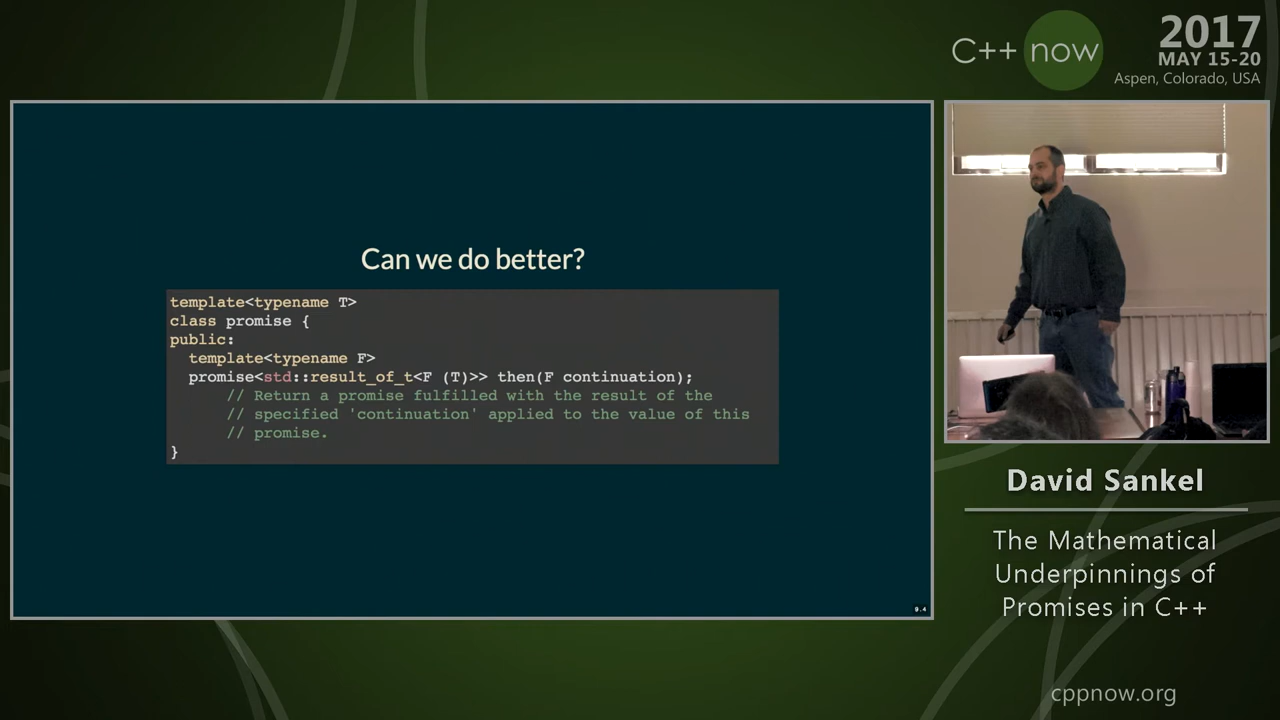 C++ now
2017
MAY 15-20
Aspen, Colorado, USA
Can we do better?
template<typename T>
class promise {
public:
  template<typename F>
  promise<std::result_of_t<F (T)>> then(F continuation);
      // Return a promise fulfilled with the result of the
      // specified 'continuation' applied to the value of this
      // promise.
}
9.4
David Sankel
The Mathematical
Underpinnings of
Promises in C++
cppnow.org